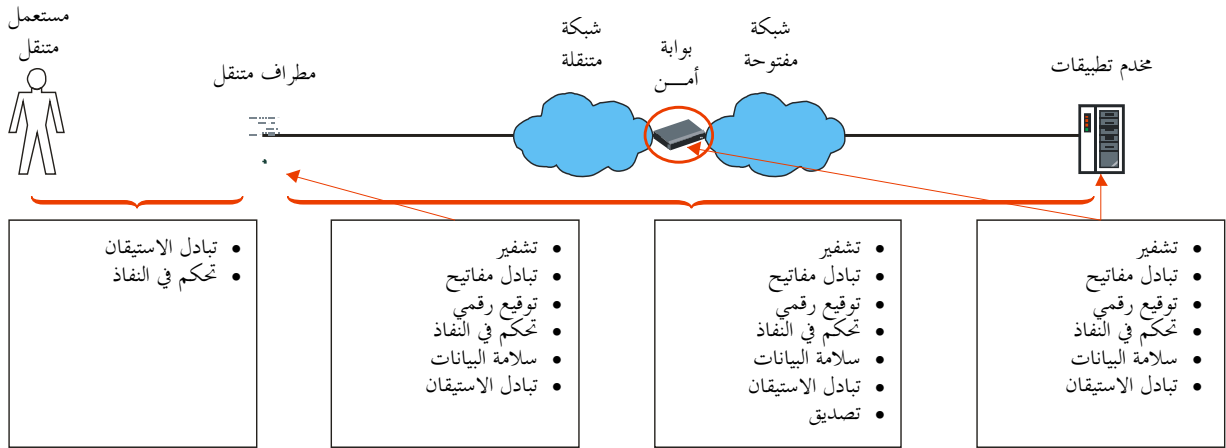 مستعمل
متنقل
مطراف متنقل
شبكة
متنقلة
بوابة
أمــــن
شبكة
مفتوحة
مخدم تطبيقات
• تبادل الاستيقان
• تحكم في النفاذ
• تشفير
• تبادل مفاتيح
• توقيع رقمي
• تحكم في النفاذ
• سلامة البيانات
• تبادل الاستيقان
• تشفير
• تبادل مفاتيح
• توقيع رقمي
• تحكم في النفاذ
• سلامة البيانات
• تبادل الاستيقان
• تصديق
• تشفير
• تبادل مفاتيح
• توقيع رقمي
• تحكم في النفاذ
• سلامة البيانات
• تبادل الاستيقان